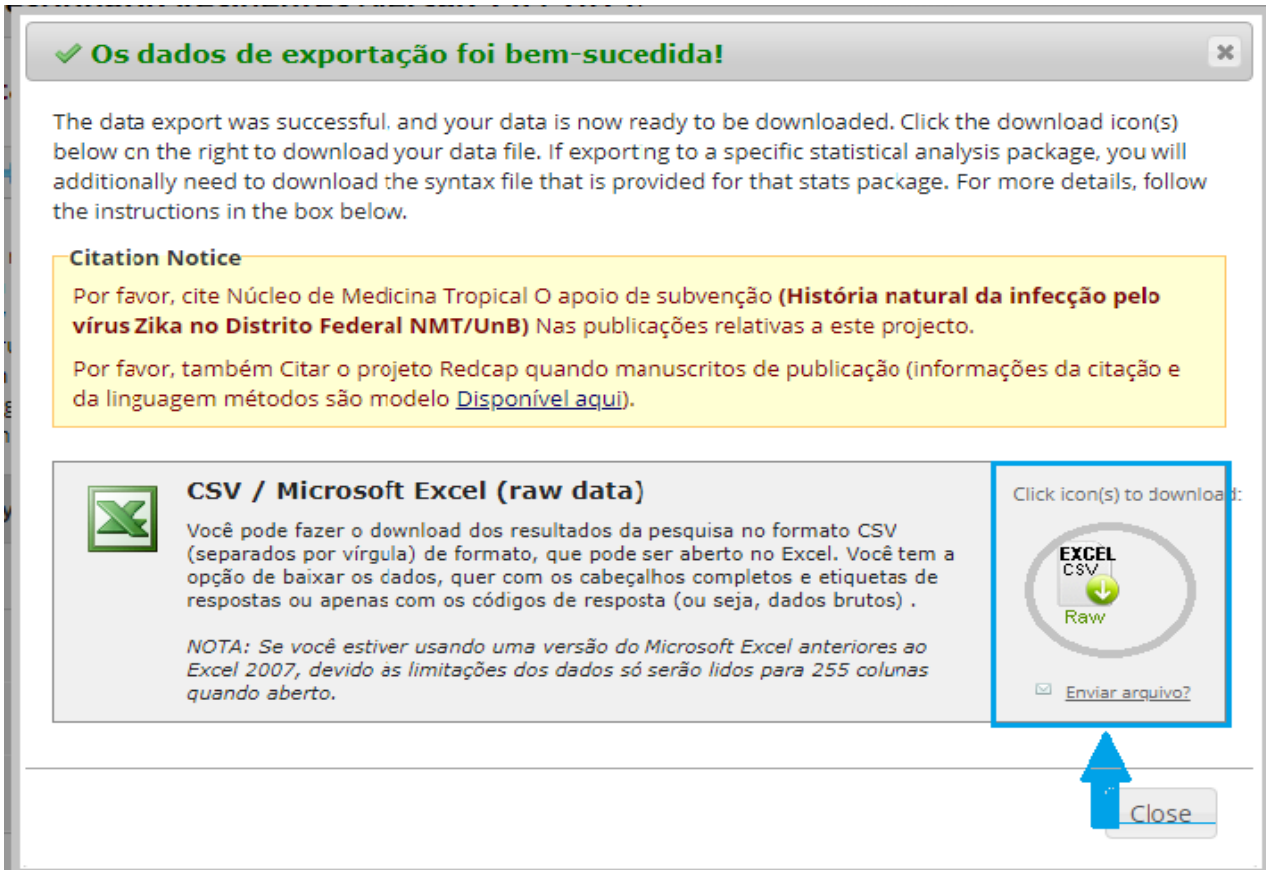 Os dados de exportação foi bem-sucedida!
The data export was successful, and your data is now ready to be downloaded. Click the download icon(s)
below on the right to download your data file. If exporting to a specific statistical analysis package, you will
additionally need to download the syntax file that is provided for that stats package. For more details, follow
the instructions in the box below.
Citation Notice
Por favor, cite Núcleo de Medicina Tropical O apoio de subvenção (História natural da infecção pelo
vírus Zika no Distrito Federal NMT/UnB) Nas publicações relativas a este projecto.
Por favor, também Citar o projeto Redcap quando manuscritos de publicação (informações da citação e
da linguagem métodos são modelo Disponível aqui).
CSV / Microsoft Excel (raw data)
Você pode fazer o download dos resultados da pesquisa no formato CSV
(separados por vírgula) de formato, que pode ser aberto no Excel. Você tem a
opção de baixar os dados, quer com os cabeçalhos completos e etiquetas de
respostas ou apenas com os códigos de resposta (ou seja, dados brutos) .
NOTA: Se você estiver usando uma versão do Microsoft Excel anteriores ao
Excel 2007, devido às limitações dos dados só serão lidos para 255 colunas
quando aberto.
Click icon(s) to download:
EXCEL
CSV
Raw
Enviar arquivo?
Close